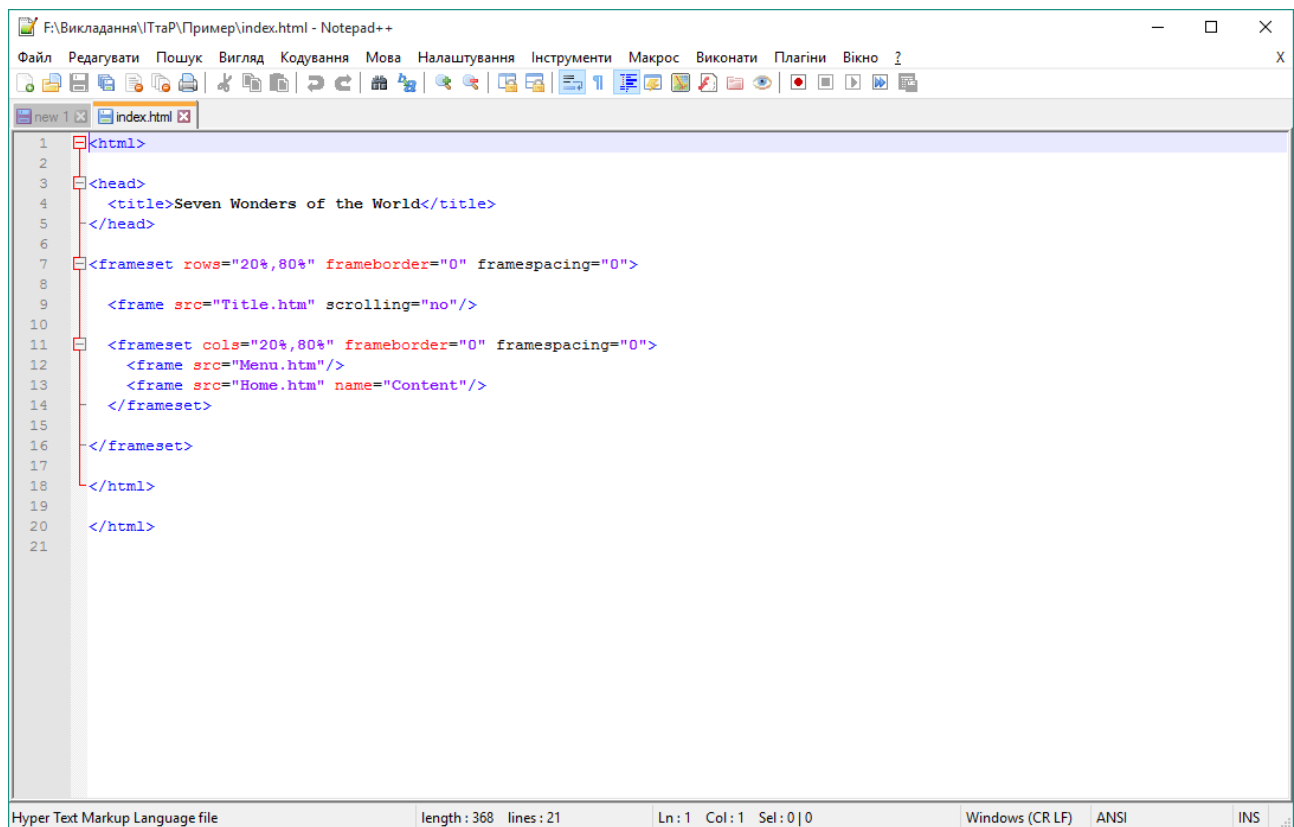 F:\Викладання\ІТтаР\Пример\index.html - Notepad++
Файл Редагувати Пошук Вигляд Кодування Мова Налаштування Інструменти Макрос Виконати Плагіни Вікно ? X
new 1 index.html
1 <html>
2
3 <head>
4 <title>Seven Wonders of the World</title>
5 </head>
6
7 <frameset rows="20%,80%" frameborder="0" framespacing="0">
8
9 <frame src="Title.htm" scrolling="no"/>
10
11 <frameset cols="20%,80%" frameborder="0" framespacing="0">
12 <frame src="Menu.htm"/>
13 <frame src="Home.htm" name="Content"/>
14 </frameset>
15
16 </frameset>
17
18 </html>
19
20 </html>
21
Hyper Text Markup Language file length : 368 lines : 21 Ln : 1 Col : 1 Sel : 0 | 0 Windows (CR LF) ANSI INS